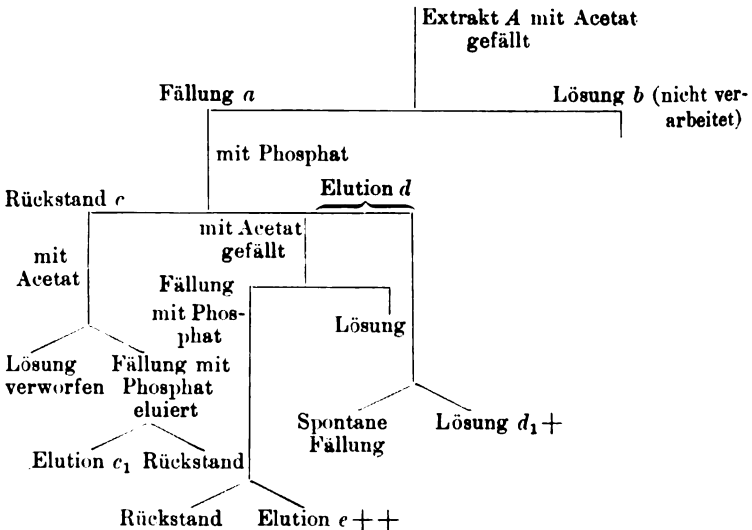 Extrakt A mit Acetat
gefällt
Fällung a
Lösung b (nicht ver-
arbeitet)
mit Phosphat
Rückstand c
Elution d
mit Acetat
gefällt
mit
Acetat
Fällung
mit Phos-
phat
Lösung
Lösung
verworfen
Fällung mit
Phosphat
eluiert
Spontane
Fällung
Lösung d₁+
Elution c₁ Rückstand
Rückstand
Elution e++